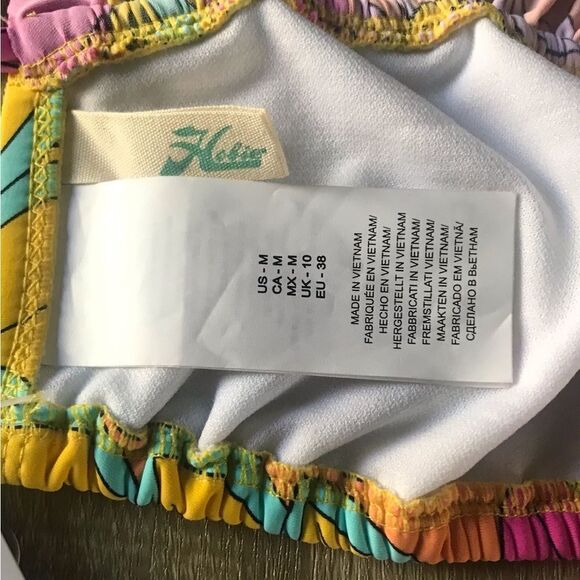 Hobie
US - M
CA - M
MX - M
UK - 10
EU - 38
MADE IN VIETNAM/
FABRIQUÉE EN VIETNAM/
HECHO EN VIETNAM/
HERGESTELLT IN VIETNAM/
FABBRICATI IN VIETNAM/
FREMSTILLATI VIETNAM/
MAAKTEN IN VIETNAM/
FABRICADO EM VIETNÃ/
СДЕЛАНО В ВЬЕТНАМ